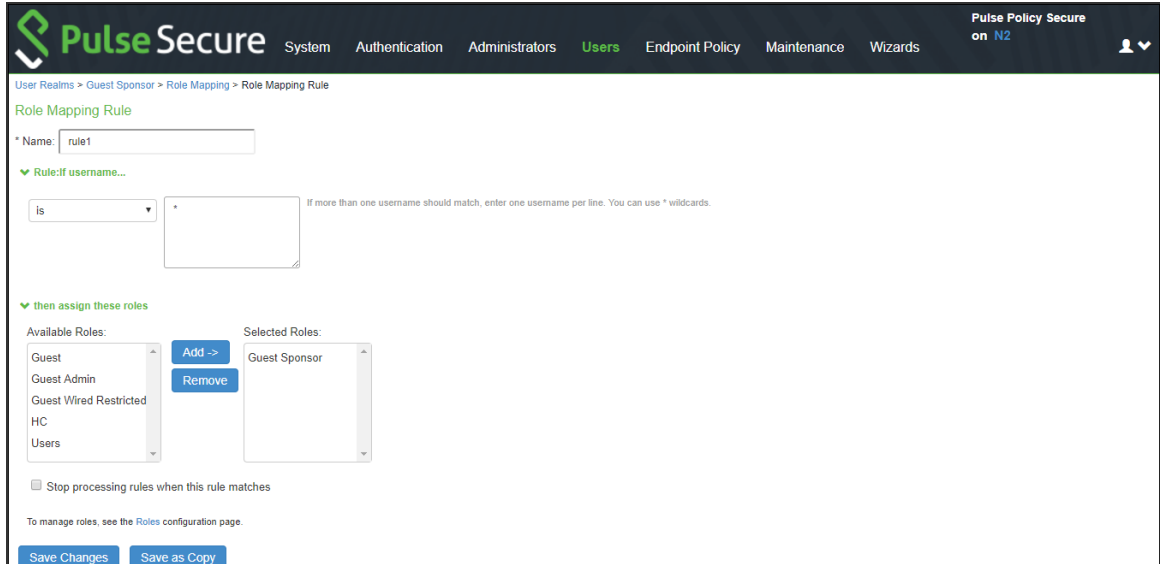 Pulse Secure System Authentication Administrators Users Endpoint Policy Maintenance Wizards
Pulse Policy Secure
on N2
User Realms > Guest Sponsor > Role Mapping > Role Mapping Rule
Role Mapping Rule
* Name: rule1
Rule:If username...
is * If more than one username should match, enter one username per line. You can use * wildcards.
then assign these roles
Available Roles: Selected Roles:
Guest
Guest Admin
Guest Wired Restricted
HC
Users
Add ->
Remove
Guest Sponsor
Stop processing rules when this rule matches
To manage roles, see the Roles configuration page.
Save Changes Save as Copy